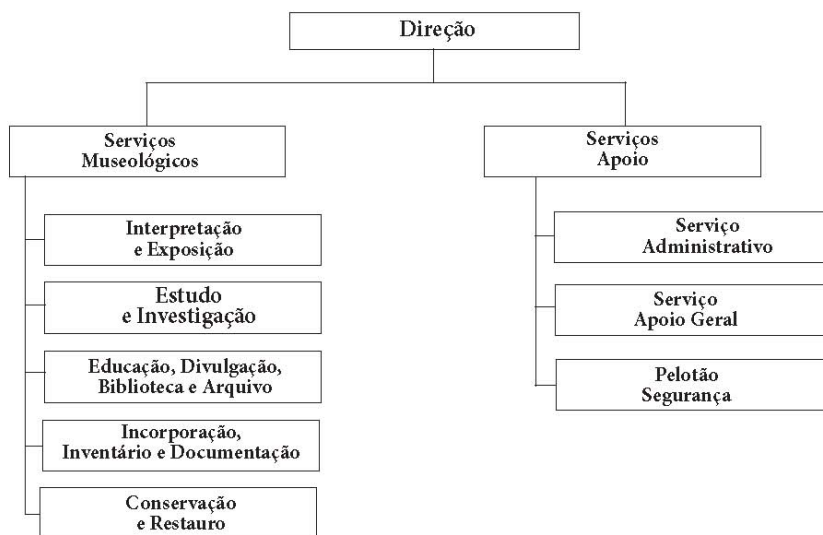 Direção
Serviços
Museológicos
Interpretação
e Exposição
Estudo
e Investigação
Educação, Divulgação,
Biblioteca e Arquivo
Incorporação,
Inventário e Documentação
Conservação
e Restauro
Serviços
Apoio
Serviço
Administrativo
Serviço
Apoio Geral
Pelotão
Segurança